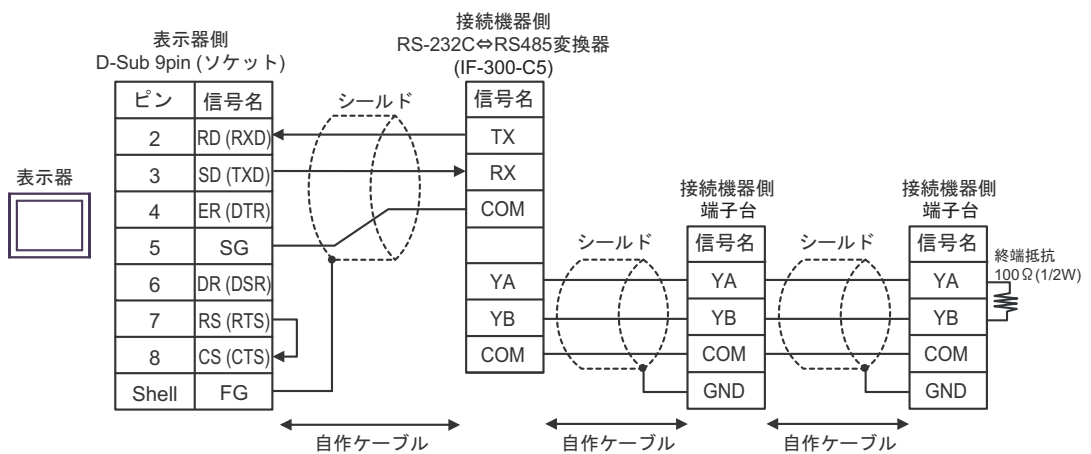 接続機器側
RS-232C⇔RS485変換器
(IF-300-C5)
表示器側
D-Sub 9pin (ソケット)
ピン 信号名
2 RD (RXD)
3 SD (TXD)
4 ER (DTR)
5 SG
6 DR (DSR)
7 RS (RTS)
8 CS (CTS)
Shell FG
表示器
シールド
信号名
TX
RX
COM
YA
YB
COM
シールド
接続機器側
端子台
信号名
YA
YB
COM
GND
シールド
接続機器側
端子台
信号名
YA
YB
COM
GND
終端抵抗
100Ω(1/2W)
自作ケーブル
自作ケーブル
自作ケーブル